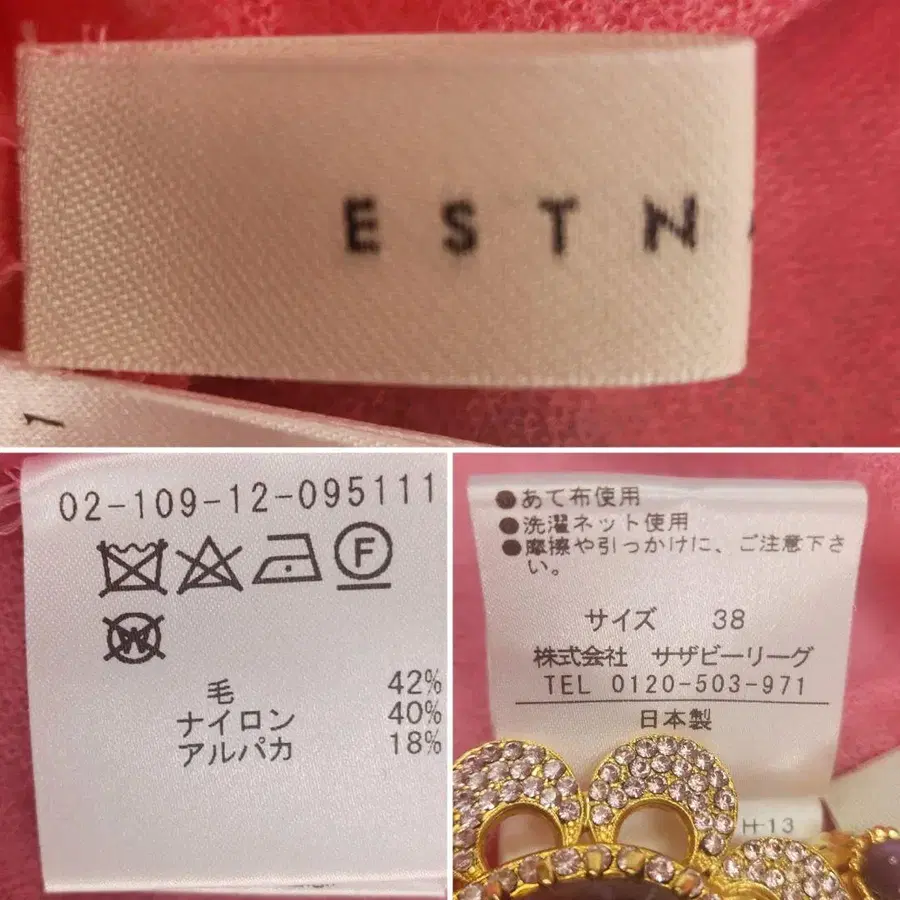 E S T N
1
02-109-12-095111
F
W
毛 42%
ナイロン 40%
アルパカ 18%
●あて布使用
●洗濯ネット使用
●摩擦や引っかけに、ご注意下さ
い。
サイズ 38
株式会社 サザビーリーグ
TEL 0120-503-971
日本製
H-13